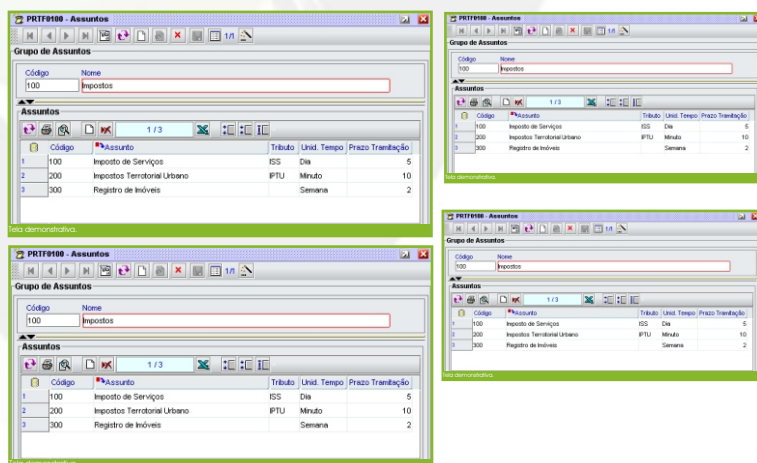 PRTF0100 - Assuntos
1/1
Grupo de Assuntos
Código Nome
100 Impostos
Assuntos
1 / 3
Código Assunto Tributo Unid. Tempo Prazo Tramitação
1 100 Imposto de Serviços ISS Dia 5
2 200 Impostos Terrotorial Urbano IPTU Minuto 10
3 300 Registro de Imóveis Semana 2
Tela demonstrativa.
PRTF0100 - Assuntos
1/1
Grupo de Assuntos
Código Nome
100 Impostos
Assuntos
1 / 3
Código Assunto Tributo Unid. Tempo Prazo Tramitação
1 100 Imposto de Serviços ISS Dia 5
2 200 Impostos Terrotorial Urbano IPTU Minuto 10
3 300 Registro de Imóveis Semana 2
Tela demonstrativa.
PRTF0100 - Assuntos
1/1
Grupo de Assuntos
Código Nome
100 Impostos
Assuntos
1 / 3
Código Assunto Tributo Unid. Tempo Prazo Tramitação
1 100 Imposto de Serviços ISS Dia 5
2 200 Impostos Terrotorial Urbano IPTU Minuto 10
3 300 Registro de Imóveis Semana 2
PRTF0100 - Assuntos
1/1
Grupo de Assuntos
Código Nome
100 Impostos
Assuntos
1 / 3
Código Assunto Tributo Unid. Tempo Prazo Tramitação
1 100 Imposto de Serviços ISS Dia 5
2 200 Impostos Terrotorial Urbano IPTU Minuto 10
3 300 Registro de Imóveis Semana 2
Tela demonstrativa.